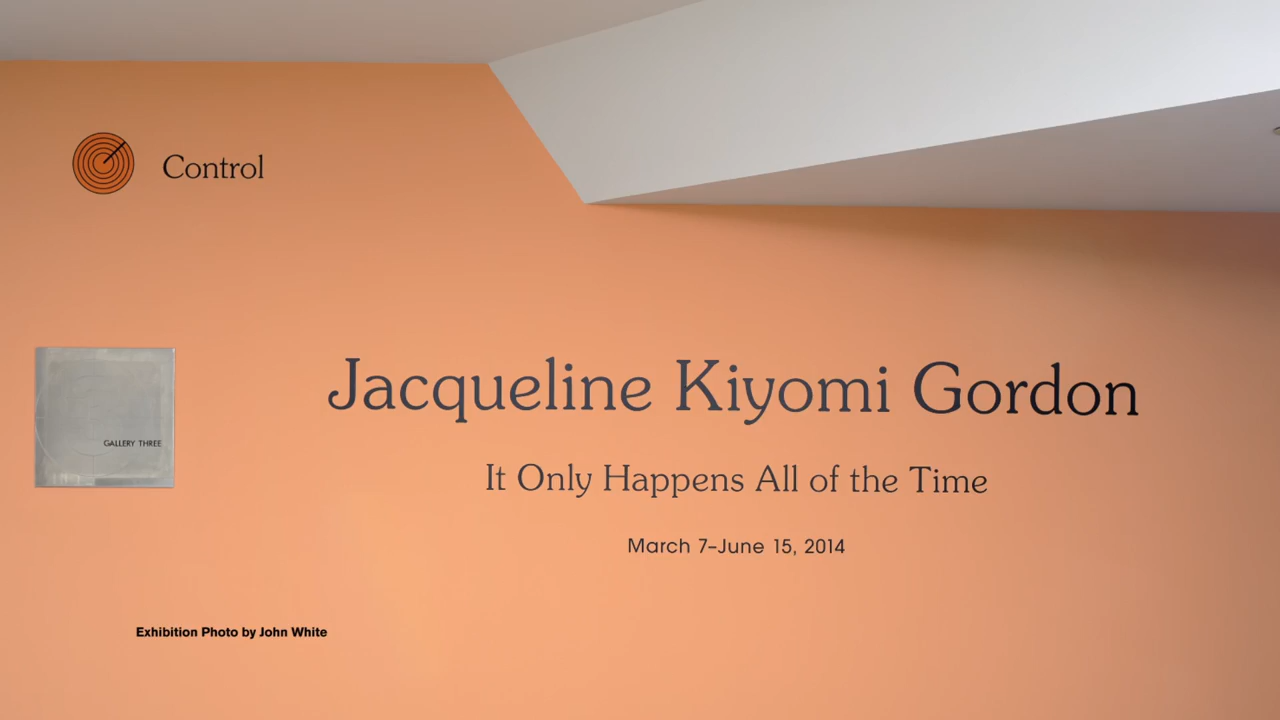 Control
GALLERY THREE
Jacqueline Kiyomi Gordon
It Only Happens All of the Time
March 7–June 15, 2014
Exhibition Photo by John White